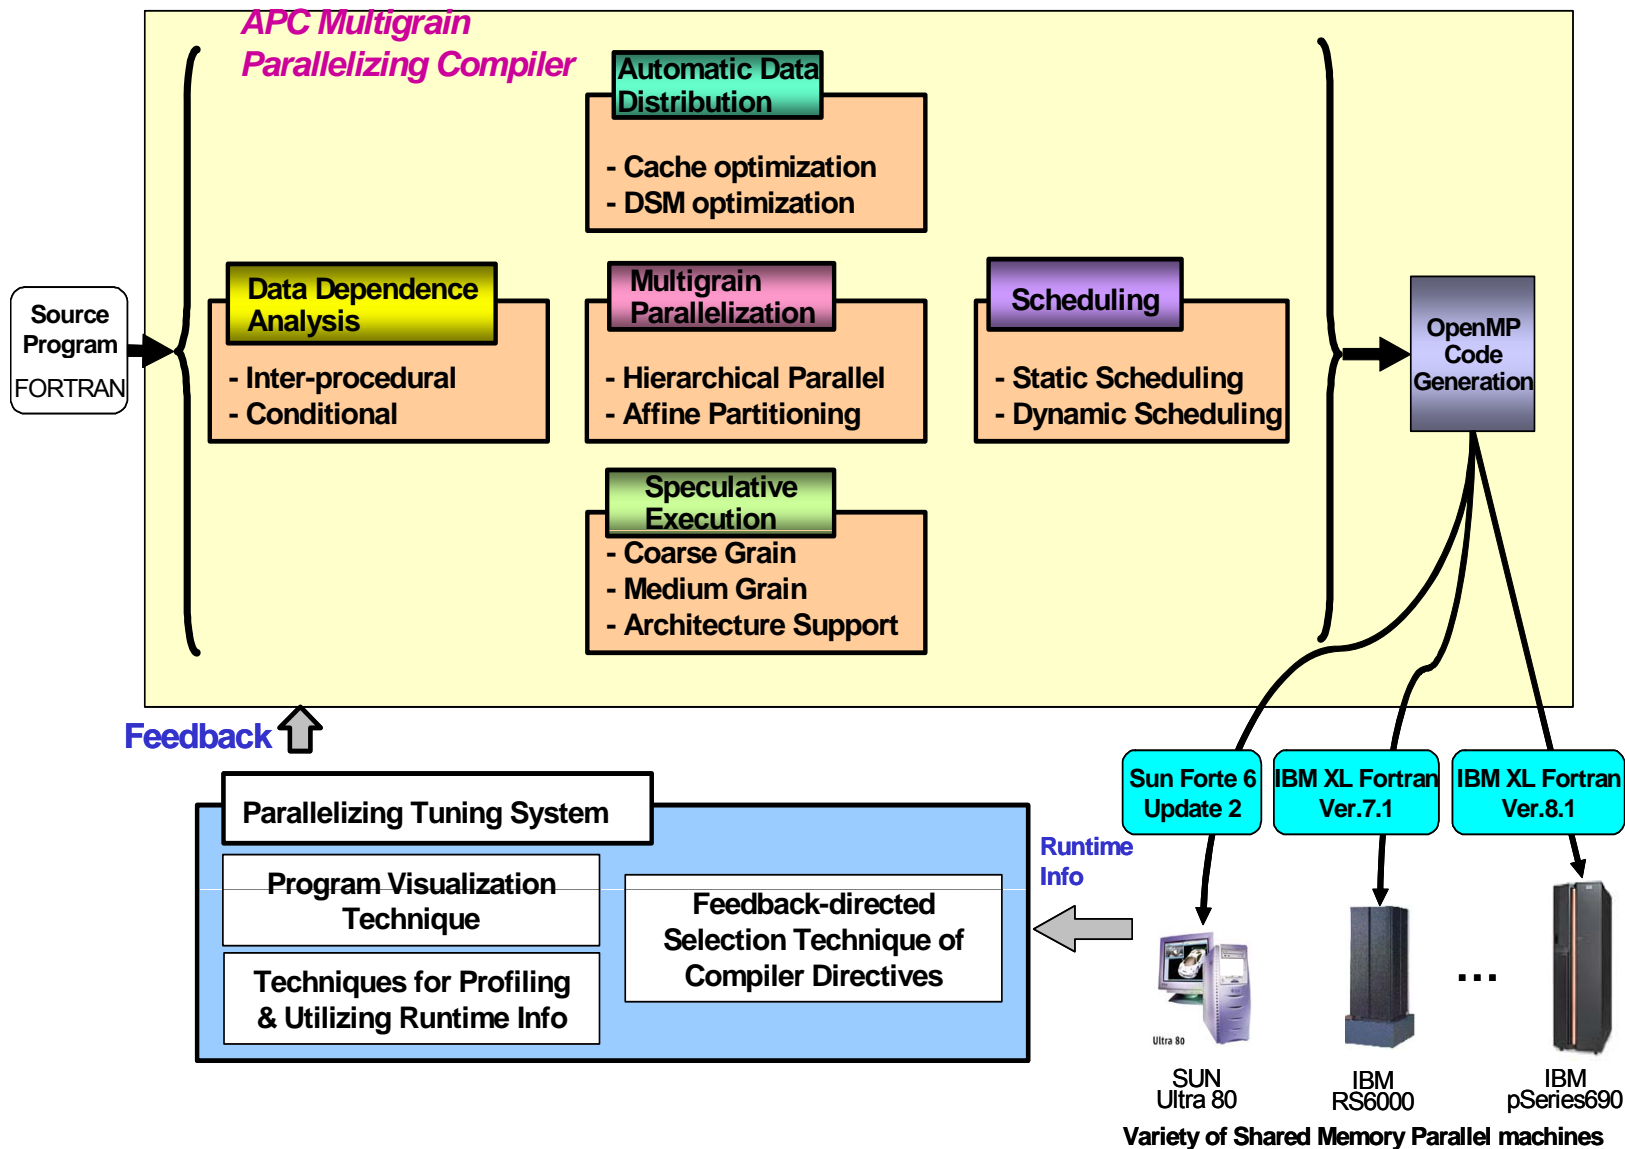 APC Multigrain
Parallelizing Compiler
Automatic Data
Distribution
- Cache optimization
- DSM optimization
Source
Program
FORTRAN
Data Dependence
Analysis
- Inter-procedural
- Conditional
Multigrain
Parallelization
- Hierarchical Parallel
- Affine Partitioning
Scheduling
- Static Scheduling
- Dynamic Scheduling
OpenMP
Code
Generation
Speculative
Execution
- Coarse Grain
- Medium Grain
- Architecture Support
Feedback
Parallelizing Tuning System
Program Visualization
Technique
Techniques for Profiling
& Utilizing Runtime Info
Feedback-directed
Selection Technique of
Compiler Directives
Runtime
Info
Sun Forte 6
Update 2
IBM XL Fortran
Ver.7.1
IBM XL Fortran
Ver.8.1
...
Ultra 80
SUN
Ultra 80
IBM
RS6000
IBM
pSeries690
Variety of Shared Memory Parallel machines